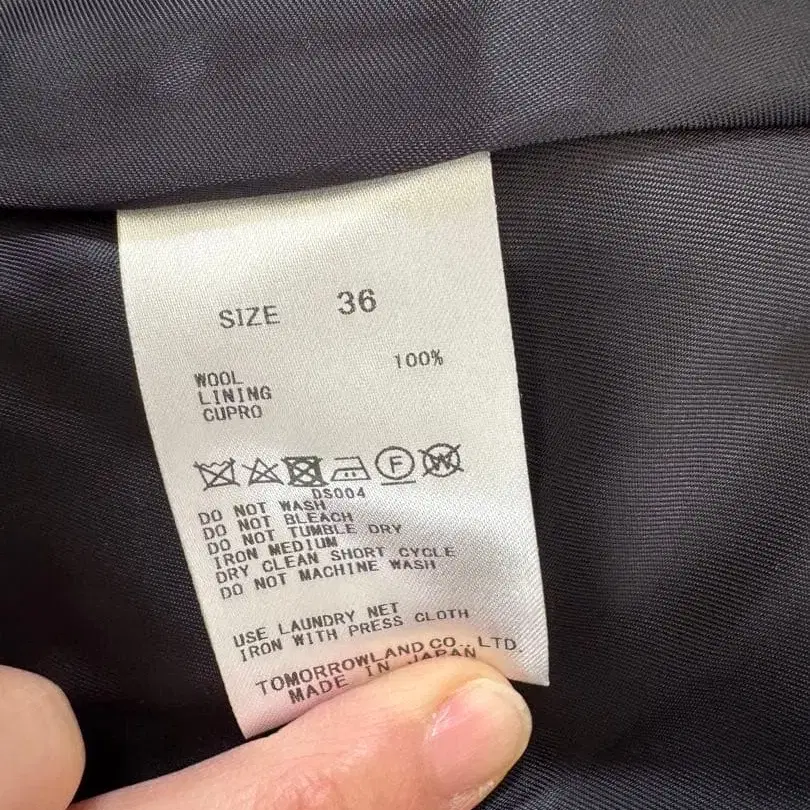 SIZE 36
WOOL 100%
LINING
CUPRO
F W
DS004
DO NOT WASH
DO NOT BLEACH
DO NOT TUMBLE DRY
IRON MEDIUM
DRY CLEAN SHORT CYCLE
DO NOT MACHINE WASH
USE LAUNDRY NET
IRON WITH PRESS CLOTH
TOMORROWLAND CO., LTD.
MADE IN JAPAN